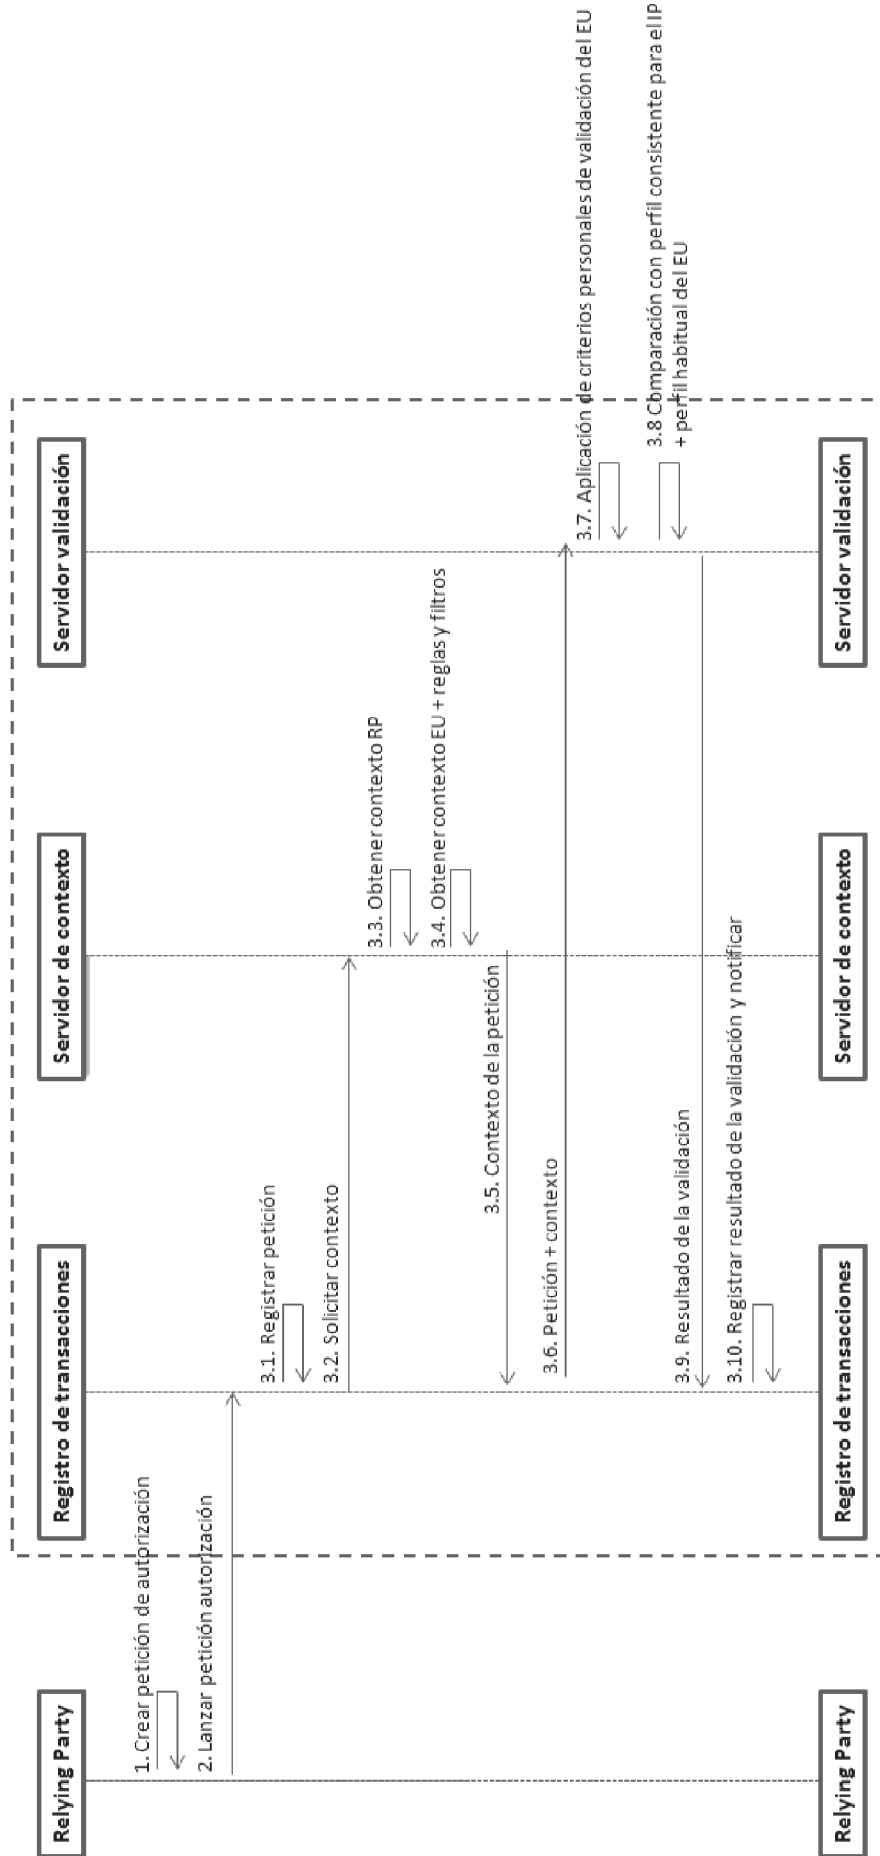 Relying Party
Registro de transacciones
Servidor de contexto
Servidor validación
1. Crear petición de autorización
2. Lanzar petición autorización
3.1. Registrar petición
3.2. Solicitar contexto
3.3. Obtener contexto RP
3.4. Obtener contexto EU + reglas y filtros
3.5. Contexto de la petición
3.6. Petición + contexto
3.7. Aplicación de criterios personales de validación del EU
3.8 Comparación con perfil consistente para el IP
+ perfil habitual del EU
3.9. Resultado de la validación
3.10. Registrar resultado de la validación y notificar
Relying Party
Registro de transacciones
Servidor de contexto
Servidor validación